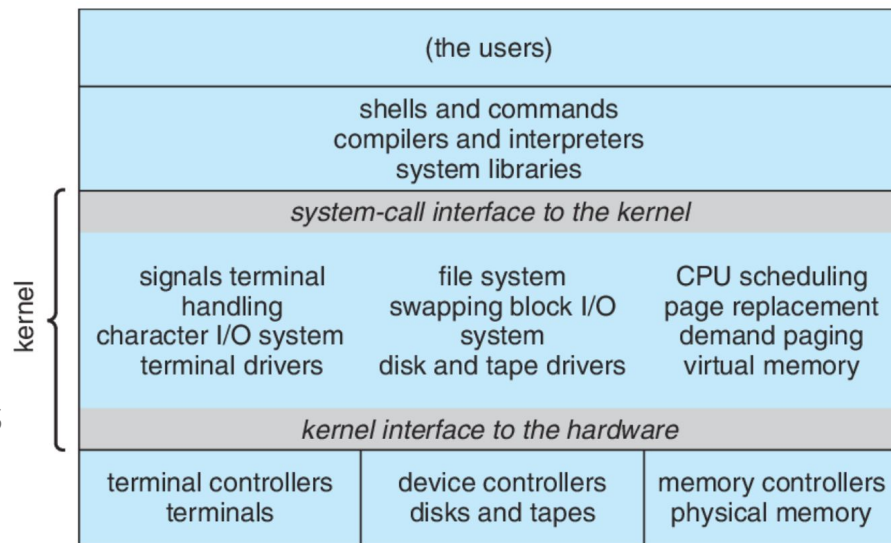 (the users)
shells and commands
compilers and interpreters
system libraries
kernel
system-call interface to the kernel
signals terminal
handling
character I/O system
terminal drivers
file system
swapping block I/O
system
disk and tape drivers
CPU scheduling
page replacement
demand paging
virtual memory
kernel interface to the hardware
terminal controllers
terminals
device controllers
disks and tapes
memory controllers
physical memory